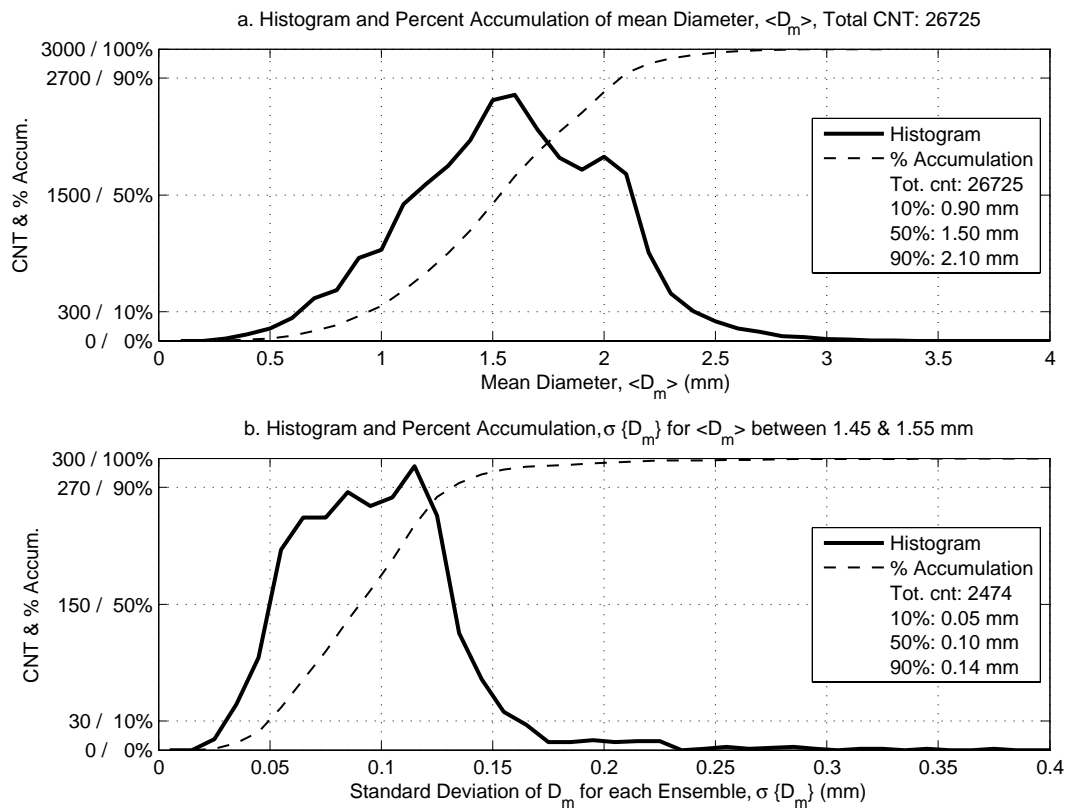 a. Histogram and Percent Accumulation of mean Diameter, <D_m>, Total CNT: 26725
3000 / 100%
2700 / 90%
1500 / 50%
300 / 10%
0 / 0%
CNT & % Accum.
Histogram
% Accumulation
Tot. cnt: 26725
10%: 0.90 mm
50%: 1.50 mm
90%: 2.10 mm
0 0.5 1 1.5 2 2.5 3 3.5 4
Mean Diameter, <D_m> (mm)
b. Histogram and Percent Accumulation,σ {D_m} for <D_m> between 1.45 & 1.55 mm
300 / 100%
270 / 90%
150 / 50%
30 / 10%
0 / 0%
CNT & % Accum.
Histogram
% Accumulation
Tot. cnt: 2474
10%: 0.05 mm
50%: 0.10 mm
90%: 0.14 mm
0 0.05 0.1 0.15 0.2 0.25 0.3 0.35 0.4
Standard Deviation of D_m for each Ensemble, σ {D_m} (mm)